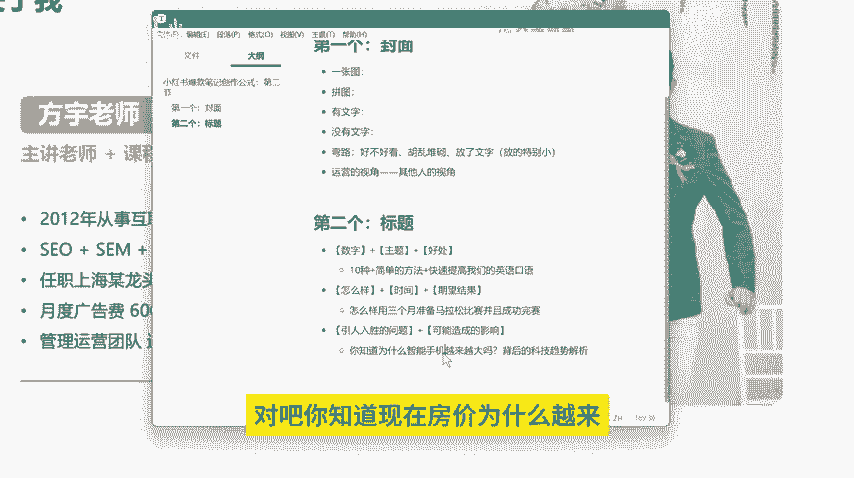 方宇老师
主讲老师 + 课程
• 2012年从事互联
• SEO + SEM +
• 任职上海某龙头
• 月度广告费 600
• 管理运营团队
编辑(E) 段落(P) 格式(O) 视图(V) 主题(T) 帮助(H)
文件
大纲
小红书爆款笔记创作公式：第二
节
第一个：封面
第二个：标题
第一个：封面
• 一张图：
• 拼图：
• 有文字：
• 没有文字：
• 弯路：好不好看、胡乱堆砌、放了文字（放的特别小）
• 运营的视角——其他人的视角
第二个：标题
• 【数字】+【主题】+【好处】
○ 10种+简单的方法+快速提高我们的英语口语
• 【怎么样】+【时间】+【期望结果】
○ 怎么样用三个月准备马拉松比赛并且成功完赛
• 【引人入胜的问题】+【可能造成的影响】
○ 你知道为什么智能手机越来越大吗？背后的科技趋势解析
对吧你知道现在房价为什么越来